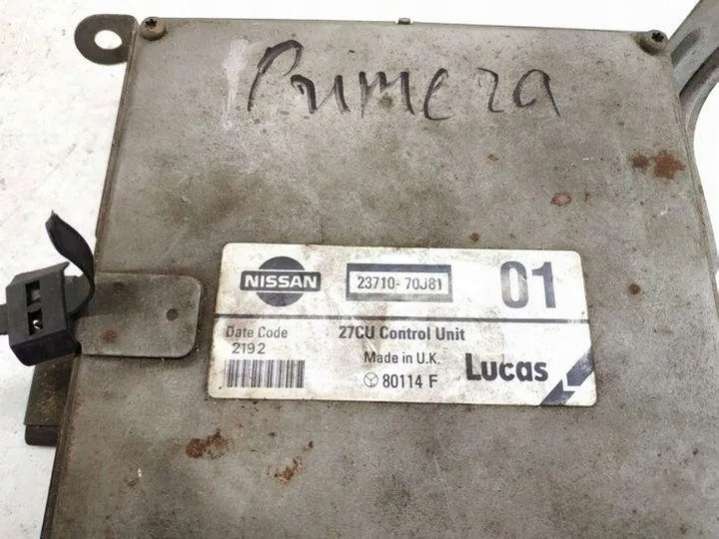 Primera
NISSAN
23710-70J81
01
Date Code
2192
27CU Control Unit
Made in U.K.
80114 F
Lucas